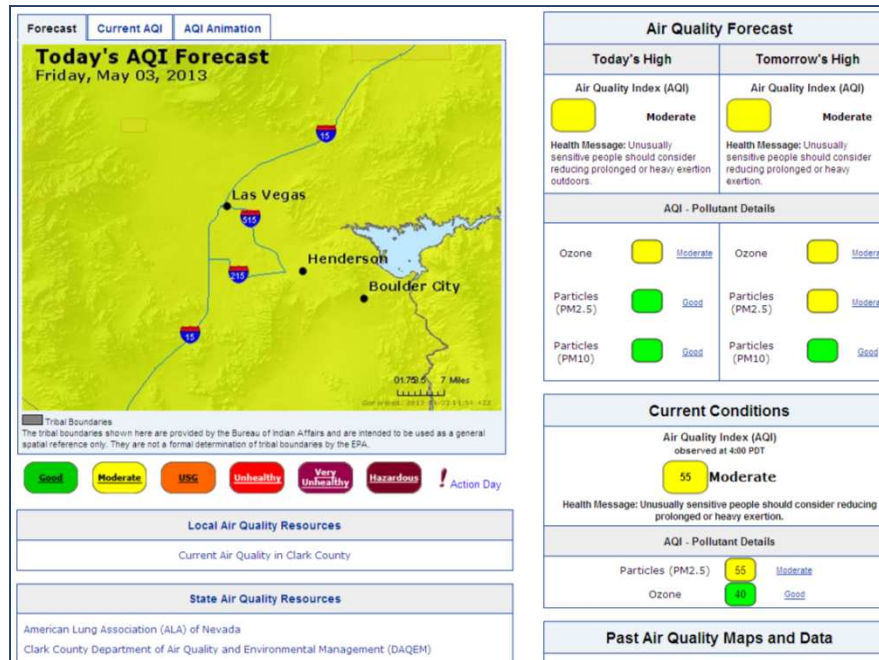 Forecast
Current AQI
AQI Animation
Today's AQI Forecast
Friday, May 03, 2013
15
Las Vegas
515
Henderson
215
Boulder City
15
7 Miles
Tribal Boundaries
The tribal boundaries shown here are provided by the Bureau of Indian Affairs and are intended to be used as a general
spatial reference only. They are not a formal determination of tribal boundaries by the EPA.
Good
Moderate
USG
Unhealthy
Very
Unhealthy
Hazardous
! Action Day
Local Air Quality Resources
Current Air Quality in Clark County
State Air Quality Resources
American Lung Association (ALA) of Nevada
Clark County Department of Air Quality and Environmental Management (DAQEM)
Air Quality Forecast
Today's High
Tomorrow's High
Air Quality Index (AQI)
Moderate
Health Message: Unusually
sensitive people should consider
reducing prolonged or heavy exertion
outdoors.
Air Quality Index (AQI)
Moderate
Health Message: Unusually
sensitive people should consider
reducing prolonged or heavy
exertion.
AQI - Pollutant Details
Ozone Moderate
Ozone Modera
Particles
(PM2.5) Good
Particles
(PM2.5) Modera
Particles
(PM10) Good
Particles
(PM10) Good
Current Conditions
Air Quality Index (AQI)
observed at 4:00 PDT
55 Moderate
Health Message: Unusually sensitive people should consider reducing
prolonged or heavy exertion.
AQI - Pollutant Details
Particles (PM2.5) 55 Moderate
Ozone 40 Good
Past Air Quality Maps and Data